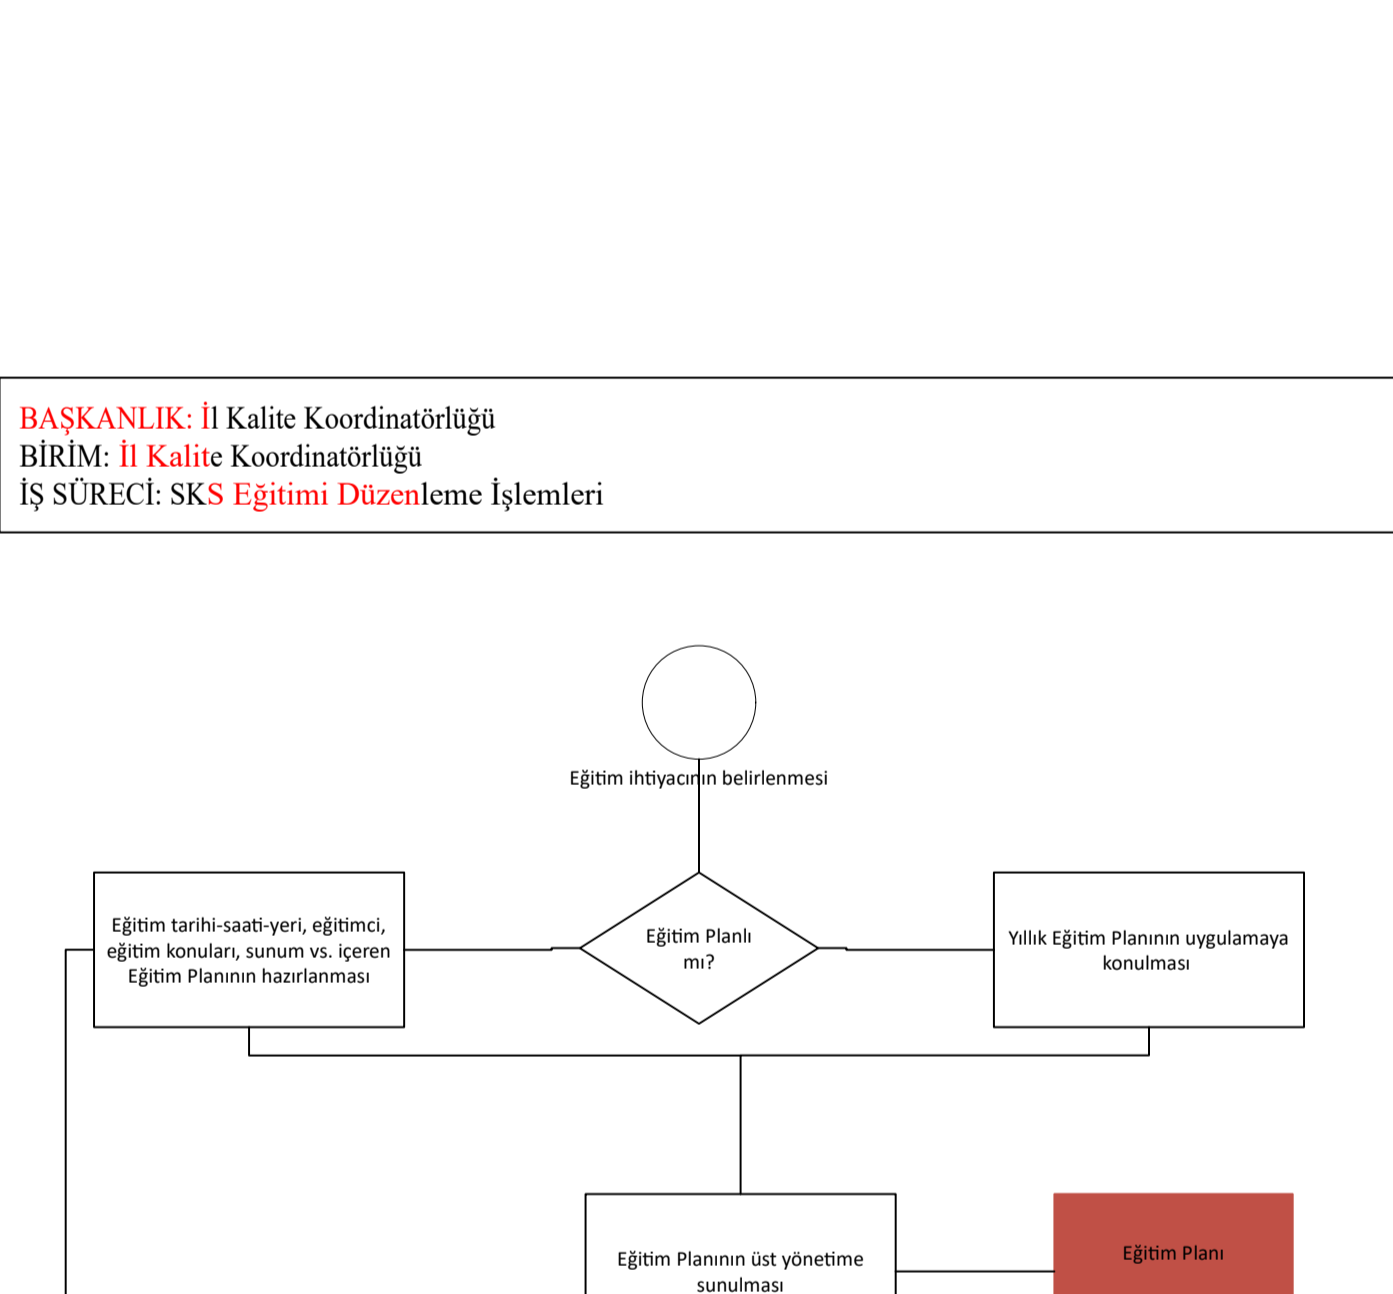 BAŞKANLIK: İl Kalite Koordinatörlüğü
BİRİM: İl Kalite Koordinatörlüğü
İŞ SÜRECİ: SKS Eğitimi Düzenleme İşlemleri
Eğitim ihtiyacının belirlenmesi
Eğitim tarihi-saati-yeri, eğitimci,
eğitim konuları, sunum vs. içeren
Eğitim Planının hazırlanması
Eğitim Planlı
mı?
Yıllık Eğitim Planının uygulamaya
konulması
Eğitim Planının üst yönetime
sunulması
Eğitim Planı